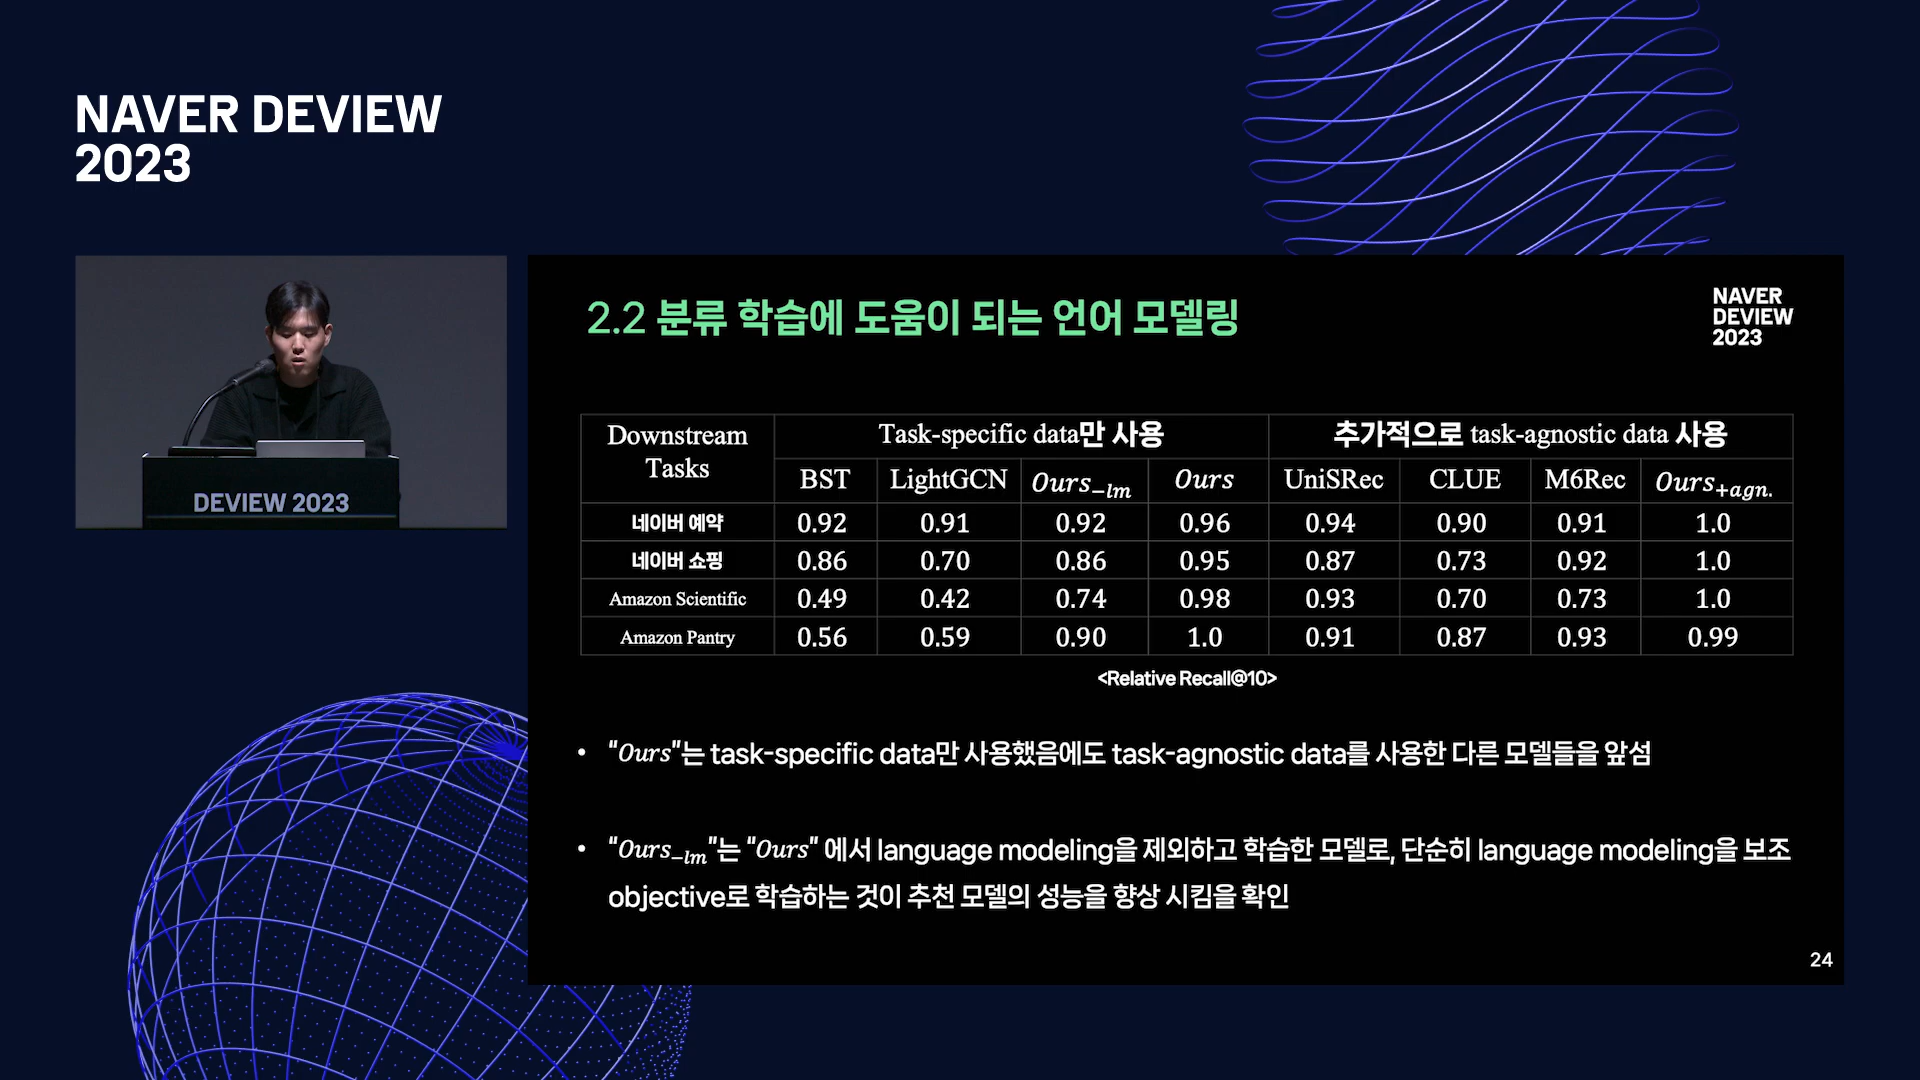 NAVER DEVIEW
2023
DEVIEW 2023
2.2 분류 학습에 도움이 되는 언어 모델링
NAVER
DEVIEW
2023
Downstream Tasks | Task-specific data만 사용 | 추가적으로 task-agnostic data 사용
BST | LightGCN | Ours₋lm | Ours | UniSRec | CLUE | M6Rec | Ours₊agn.
네이버 예약 | 0.92 | 0.91 | 0.92 | 0.96 | 0.94 | 0.90 | 0.91 | 1.0
네이버 쇼핑 | 0.86 | 0.70 | 0.86 | 0.95 | 0.87 | 0.73 | 0.92 | 1.0
Amazon Scientific | 0.49 | 0.42 | 0.74 | 0.98 | 0.93 | 0.70 | 0.73 | 1.0
Amazon Pantry | 0.56 | 0.59 | 0.90 | 1.0 | 0.91 | 0.87 | 0.93 | 0.99
<Relative Recall@10>
• "Ours"는 task-specific data만 사용했음에도 task-agnostic data를 사용한 다른 모델들을 앞섬
• "Ours₋lm"는 "Ours" 에서 language modeling을 제외하고 학습한 모델로, 단순히 language modeling을 보조
objective로 학습하는 것이 추천 모델의 성능을 향상 시킴을 확인
24